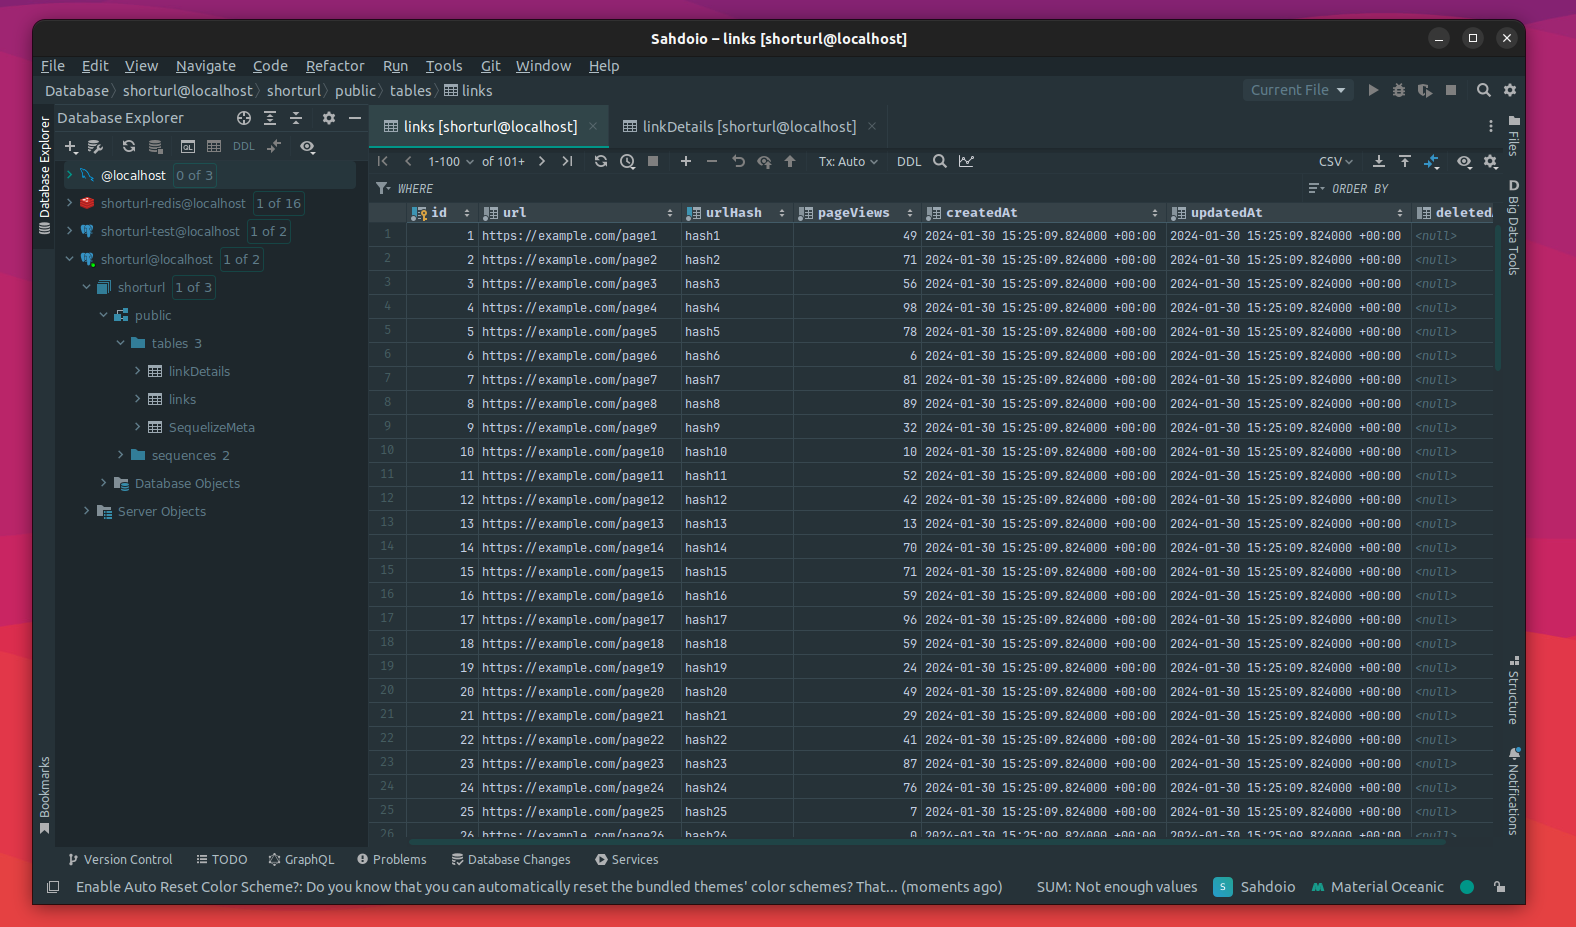 Sahdoio – links [shorturl@localhost]
File Edit View Navigate Code Refactor Run Tools Git Window Help
Database shorturl@localhost shorturl public tables links
Current File
Database Explorer
links [shorturl@localhost]
linkDetails [shorturl@localhost]
DDL
1-100 of 101+
Tx: Auto
DDL
CSV
WHERE
ORDER BY
@localhost 0 of 3
shorturl-redis@localhost 1 of 16
shorturl-test@localhost 1 of 2
shorturl@localhost 1 of 2
shorturl 1 of 3
public
tables 3
linkDetails
links
SequelizeMeta
sequences 2
Database Objects
Server Objects
id url urlHash pageViews createdAt updatedAt deletedA
1 1 https://example.com/page1 hash1 49 2024-01-30 15:25:09.824000 +00:00 2024-01-30 15:25:09.824000 +00:00 <null>
2 2 https://example.com/page2 hash2 71 2024-01-30 15:25:09.824000 +00:00 2024-01-30 15:25:09.824000 +00:00 <null>
3 3 https://example.com/page3 hash3 56 2024-01-30 15:25:09.824000 +00:00 2024-01-30 15:25:09.824000 +00:00 <null>
4 4 https://example.com/page4 hash4 98 2024-01-30 15:25:09.824000 +00:00 2024-01-30 15:25:09.824000 +00:00 <null>
5 5 https://example.com/page5 hash5 78 2024-01-30 15:25:09.824000 +00:00 2024-01-30 15:25:09.824000 +00:00 <null>
6 6 https://example.com/page6 hash6 6 2024-01-30 15:25:09.824000 +00:00 2024-01-30 15:25:09.824000 +00:00 <null>
7 7 https://example.com/page7 hash7 81 2024-01-30 15:25:09.824000 +00:00 2024-01-30 15:25:09.824000 +00:00 <null>
8 8 https://example.com/page8 hash8 89 2024-01-30 15:25:09.824000 +00:00 2024-01-30 15:25:09.824000 +00:00 <null>
9 9 https://example.com/page9 hash9 32 2024-01-30 15:25:09.824000 +00:00 2024-01-30 15:25:09.824000 +00:00 <null>
10 10 https://example.com/page10 hash10 10 2024-01-30 15:25:09.824000 +00:00 2024-01-30 15:25:09.824000 +00:00 <null>
11 11 https://example.com/page11 hash11 52 2024-01-30 15:25:09.824000 +00:00 2024-01-30 15:25:09.824000 +00:00 <null>
12 12 https://example.com/page12 hash12 42 2024-01-30 15:25:09.824000 +00:00 2024-01-30 15:25:09.824000 +00:00 <null>
13 13 https://example.com/page13 hash13 13 2024-01-30 15:25:09.824000 +00:00 2024-01-30 15:25:09.824000 +00:00 <null>
14 14 https://example.com/page14 hash14 70 2024-01-30 15:25:09.824000 +00:00 2024-01-30 15:25:09.824000 +00:00 <null>
15 15 https://example.com/page15 hash15 71 2024-01-30 15:25:09.824000 +00:00 2024-01-30 15:25:09.824000 +00:00 <null>
16 16 https://example.com/page16 hash16 59 2024-01-30 15:25:09.824000 +00:00 2024-01-30 15:25:09.824000 +00:00 <null>
17 17 https://example.com/page17 hash17 96 2024-01-30 15:25:09.824000 +00:00 2024-01-30 15:25:09.824000 +00:00 <null>
18 18 https://example.com/page18 hash18 59 2024-01-30 15:25:09.824000 +00:00 2024-01-30 15:25:09.824000 +00:00 <null>
19 19 https://example.com/page19 hash19 24 2024-01-30 15:25:09.824000 +00:00 2024-01-30 15:25:09.824000 +00:00 <null>
20 20 https://example.com/page20 hash20 49 2024-01-30 15:25:09.824000 +00:00 2024-01-30 15:25:09.824000 +00:00 <null>
21 21 https://example.com/page21 hash21 29 2024-01-30 15:25:09.824000 +00:00 2024-01-30 15:25:09.824000 +00:00 <null>
22 22 https://example.com/page22 hash22 41 2024-01-30 15:25:09.824000 +00:00 2024-01-30 15:25:09.824000 +00:00 <null>
23 23 https://example.com/page23 hash23 87 2024-01-30 15:25:09.824000 +00:00 2024-01-30 15:25:09.824000 +00:00 <null>
24 24 https://example.com/page24 hash24 76 2024-01-30 15:25:09.824000 +00:00 2024-01-30 15:25:09.824000 +00:00 <null>
25 25 https://example.com/page25 hash25 7 2024-01-30 15:25:09.824000 +00:00 2024-01-30 15:25:09.824000 +00:00 <null>
26 26 https://example.com/page26 hash26 0 2024-01-30 15:25:09.824000 +00:00 2024-01-30 15:25:09.824000 +00:00 <null>
Database Explorer
Bookmarks
Files
D Big Data Tools
Structure
Notifications
Version Control TODO GraphQL Problems Database Changes Services
Enable Auto Reset Color Scheme?: Do you know that you can automatically reset the bundled themes' color schemes? That... (moments ago) SUM: Not enough values S Sahdoio Material Oceanic